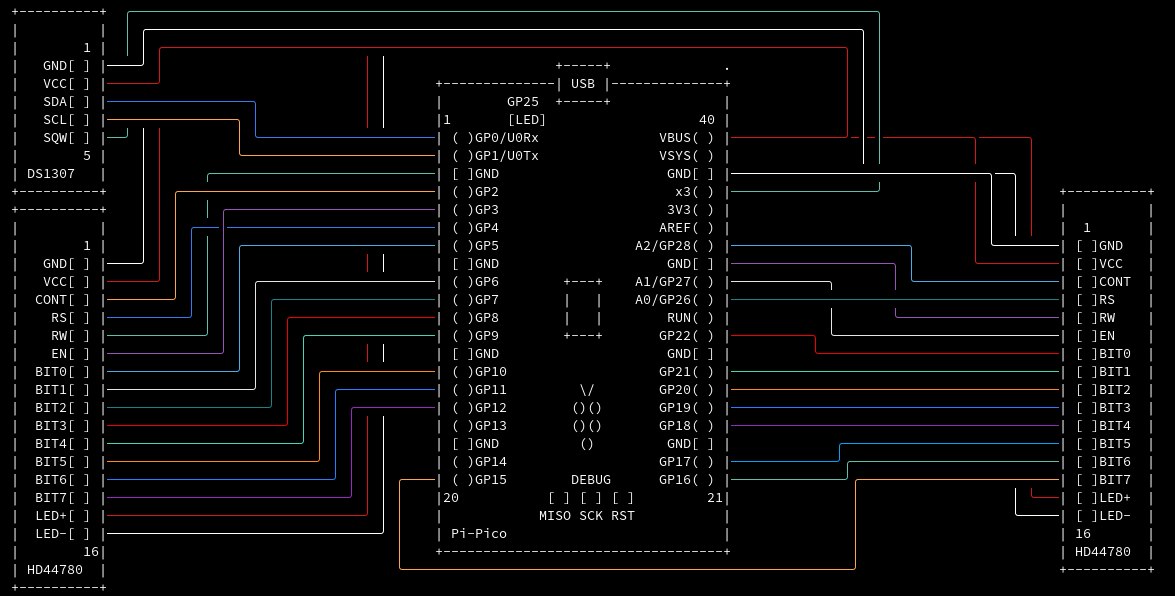 1
GND[ ]
VCC[ ]
SDA[ ]
SCL[ ]
SQW[ ]
5
DS1307
1
GND[ ]
VCC[ ]
CONT[ ]
RS[ ]
RW[ ]
EN[ ]
BIT0[ ]
BIT1[ ]
BIT2[ ]
BIT3[ ]
BIT4[ ]
BIT5[ ]
BIT6[ ]
BIT7[ ]
LED+[ ]
LED-[ ]
16
HD44780
USB
GP25
1 [LED] 40
( )GP0/U0Rx VBUS( )
( )GP1/U0Tx VSYS( )
[ ]GND GND[ ]
( )GP2 x3( )
( )GP3 3V3( )
( )GP4 AREF( )
( )GP5 A2/GP28( )
[ ]GND GND[ ]
( )GP6 A1/GP27( )
( )GP7 A0/GP26( )
( )GP8 RUN( )
( )GP9 GP22( )
[ ]GND GND[ ]
( )GP10 GP21( )
( )GP11 \/ GP20( )
( )GP12 ()() GP19( )
( )GP13 ()() GP18( )
[ ]GND () GND[ ]
( )GP14 GP17( )
( )GP15 DEBUG GP16( )
20 [ ] [ ] [ ] 21
MISO SCK RST
Pi-Pico
1
[ ]GND
[ ]VCC
[ ]CONT
[ ]RS
[ ]RW
[ ]EN
[ ]BIT0
[ ]BIT1
[ ]BIT2
[ ]BIT3
[ ]BIT4
[ ]BIT5
[ ]BIT6
[ ]BIT7
[ ]LED+
[ ]LED-
16
HD44780